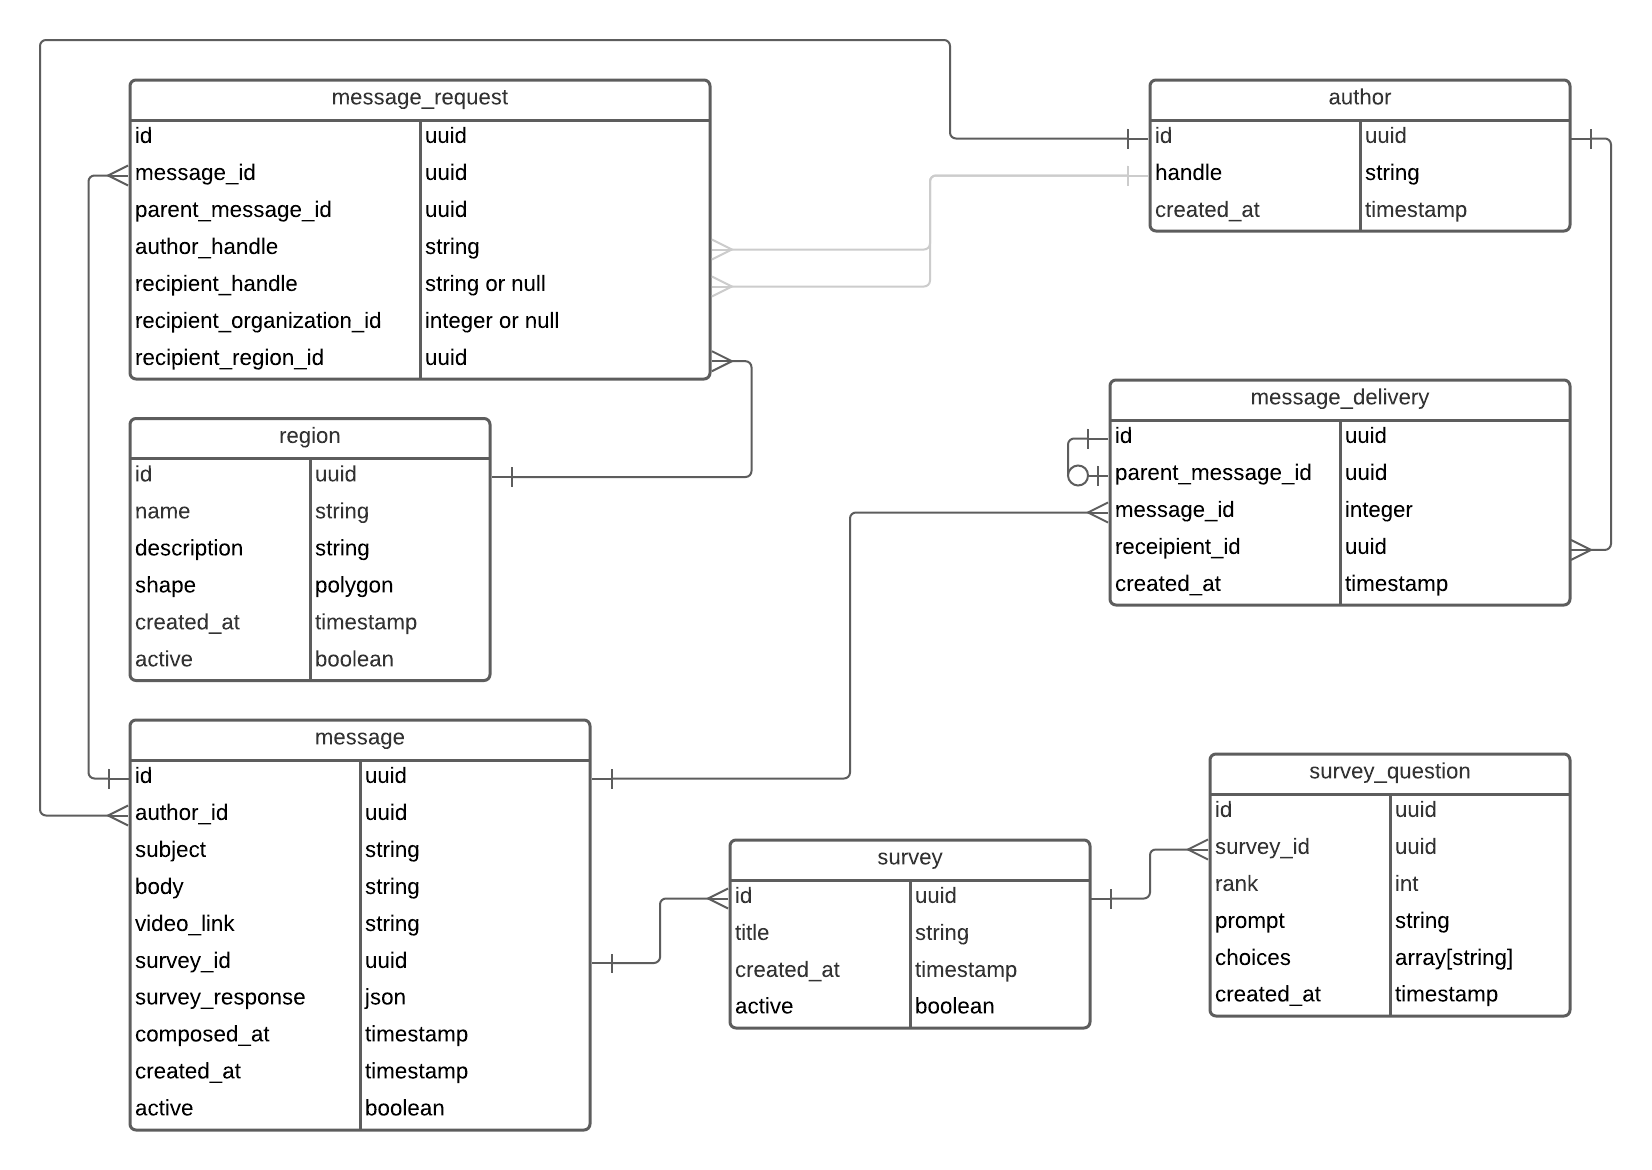 message_request
id uuid
message_id uuid
parent_message_id uuid
author_handle string
recipient_handle string or null
recipient_organization_id integer or null
recipient_region_id uuid
author
id uuid
handle string
created_at timestamp
region
id uuid
name string
description string
shape polygon
created_at timestamp
active boolean
message_delivery
id uuid
parent_message_id uuid
message_id integer
receipient_id uuid
created_at timestamp
message
id uuid
author_id uuid
subject string
body string
video_link string
survey_id uuid
survey_response json
composed_at timestamp
created_at timestamp
active boolean
survey
id uuid
title string
created_at timestamp
active boolean
survey_question
id uuid
survey_id uuid
rank int
prompt string
choices array[string]
created_at timestamp